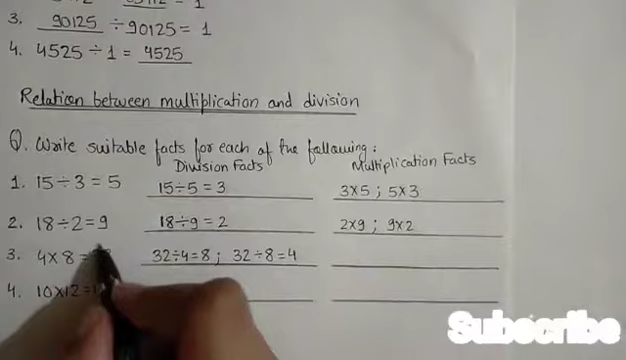 3. 90125 ÷ 90125 = 1
4. 4525 ÷ 1 = 4525
Relation between multiplication and division
Q. Write suitable facts for each of the following:
Division Facts Multiplication Facts
1. 15 ÷ 3 = 5 15 ÷ 5 = 3 3 x 5 ; 5 x 3
2. 18 ÷ 2 = 9 18 ÷ 9 = 2 2 x 9 ; 9 x 2
3. 4 x 8 = 32 ÷ 4 = 8 ; 32 ÷ 8 = 4
4. 10 x 12 =
Subscribe